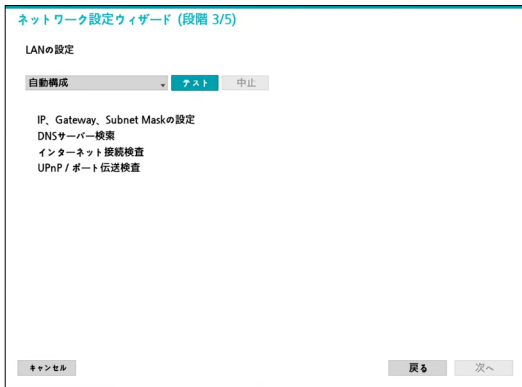 ネットワーク設定ウィザード (段階 3/5)
LANの設定
自動構成 テスト 中止
IP、Gateway、Subnet Maskの設定
DNSサーバー検索
インターネット接続検査
UPnP / ポート伝送検査
キャンセル 戻る 次へ